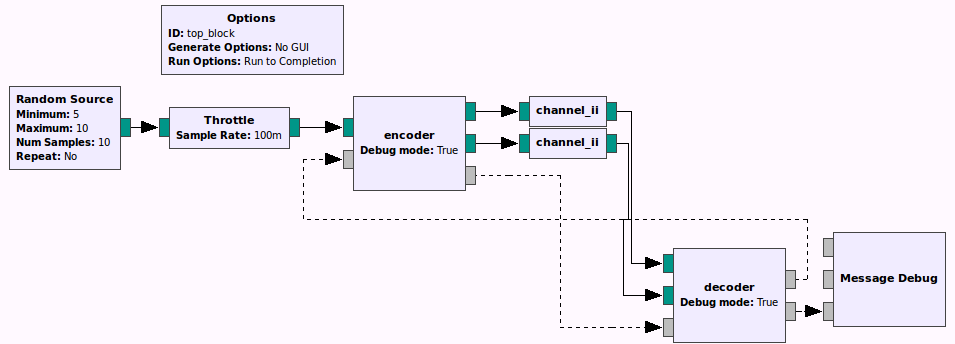 Options
ID: top_block
Generate Options: No GUI
Run Options: Run to Completion
Random Source
Minimum: 5
Maximum: 10
Num Samples: 10
Repeat: No
Throttle
Sample Rate: 100m
encoder
Debug mode: True
channel_ii
channel_ii
decoder
Debug mode: True
Message Debug